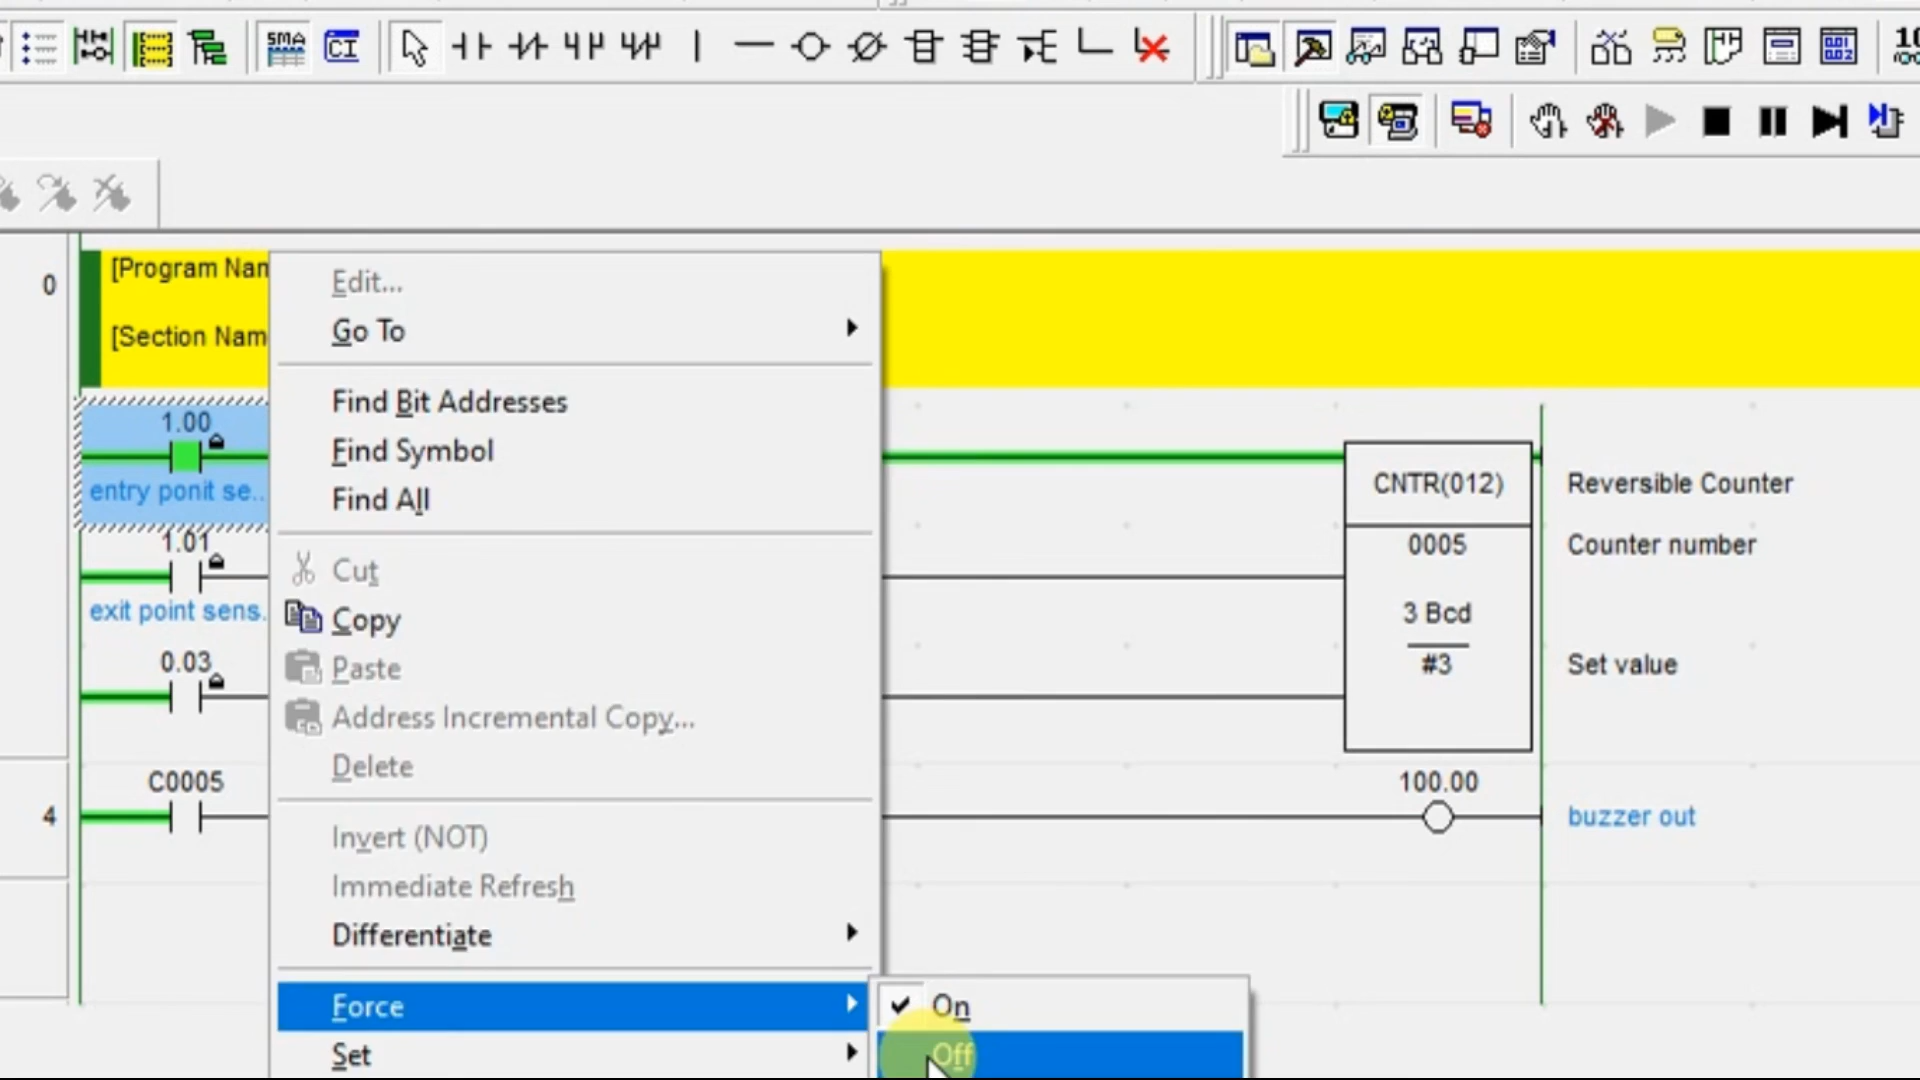 SMA
CI
10
0
[Program Nan
[Section Nam
Edit...
Go To
Find Bit Addresses
Find Symbol
Find All
Cut
Copy
Paste
Address Incremental Copy...
Delete
Invert (NOT)
Immediate Refresh
Differentiate
Force
Set
On
Off
1.00
entry ponit se..
1.01
exit point sens.
0.03
4
C0005
CNTR(012)
Reversible Counter
0005
Counter number
3 Bcd
#3
Set value
100.00
buzzer out